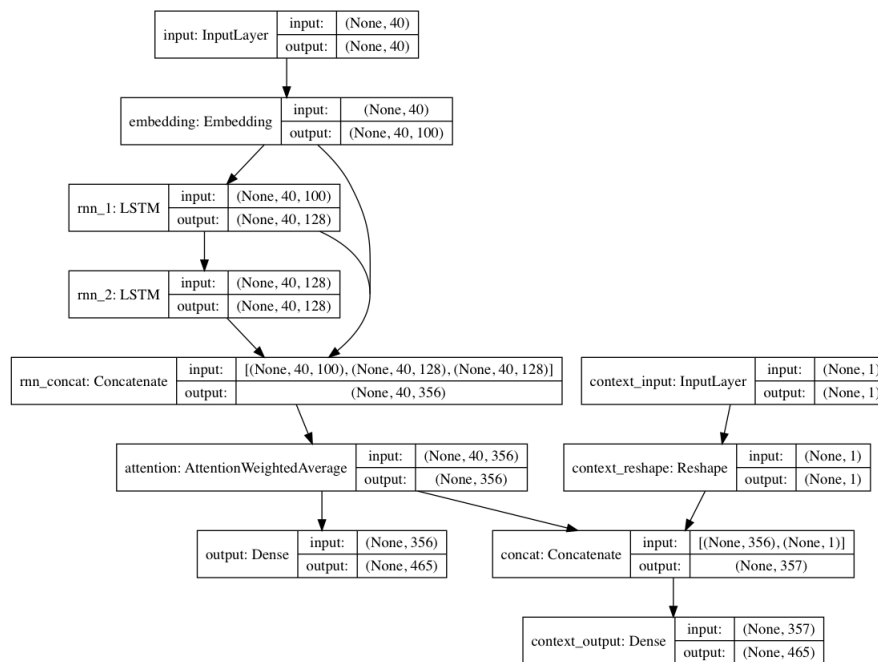 input: InputLayer
input: (None, 40)
output: (None, 40)
embedding: Embedding
input: (None, 40)
output: (None, 40, 100)
rnn_1: LSTM
input: (None, 40, 100)
output: (None, 40, 128)
rnn_2: LSTM
input: (None, 40, 128)
output: (None, 40, 128)
rnn_concat: Concatenate
input: [(None, 40, 100), (None, 40, 128), (None, 40, 128)]
output: (None, 40, 356)
context_input: InputLayer
input: (None, 1)
output: (None, 1)
attention: AttentionWeightedAverage
input: (None, 40, 356)
output: (None, 356)
context_reshape: Reshape
input: (None, 1)
output: (None, 1)
output: Dense
input: (None, 356)
output: (None, 465)
concat: Concatenate
input: [(None, 356), (None, 1)]
output: (None, 357)
context_output: Dense
input: (None, 357)
output: (None, 465)